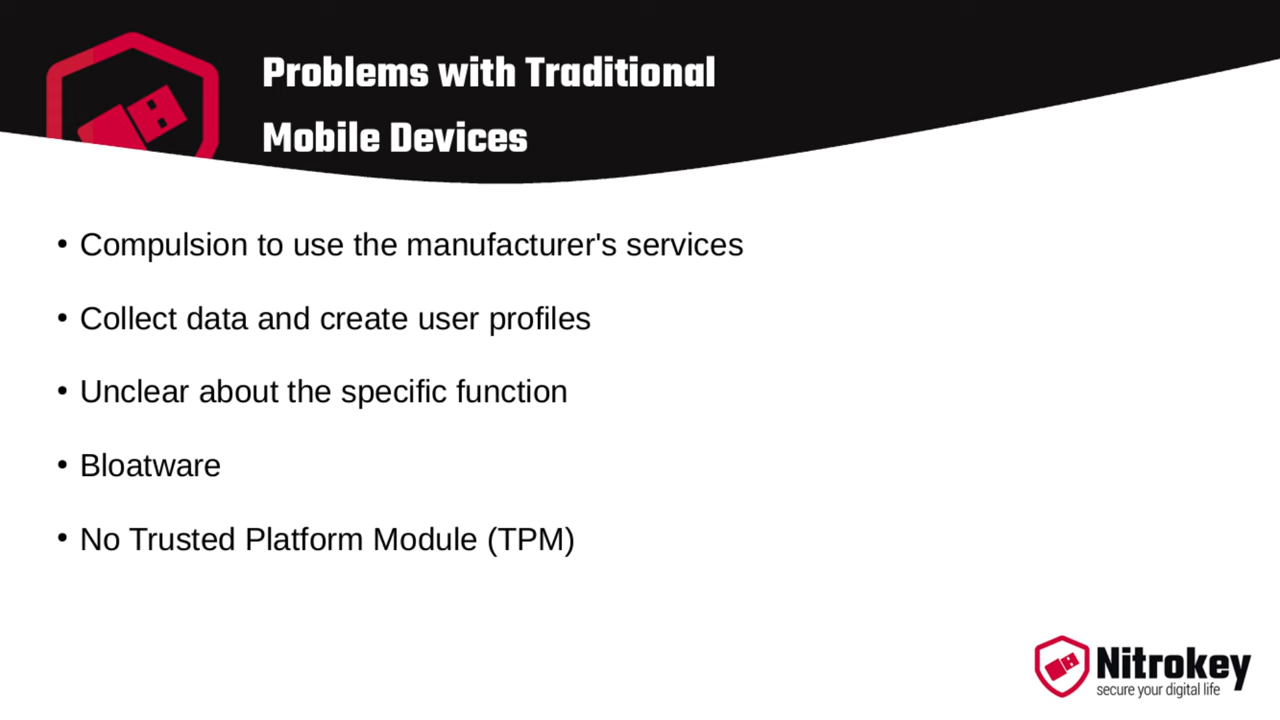 Problems with Traditional
Mobile Devices
• Compulsion to use the manufacturer's services
• Collect data and create user profiles
• Unclear about the specific function
• Bloatware
• No Trusted Platform Module (TPM)
Nitrokey
secure your digital life